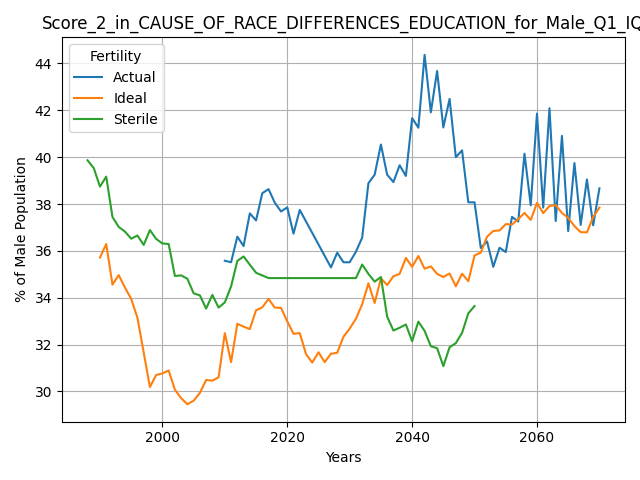 Score_2_in_CAUSE_OF_RACE_DIFFERENCES_EDUCATION_for_Male_Q1_IQ
Fertility
Actual
Ideal
Sterile
44
42
40
38
36
34
32
30
% of Male Population
2000
2020
2040
2060
Years